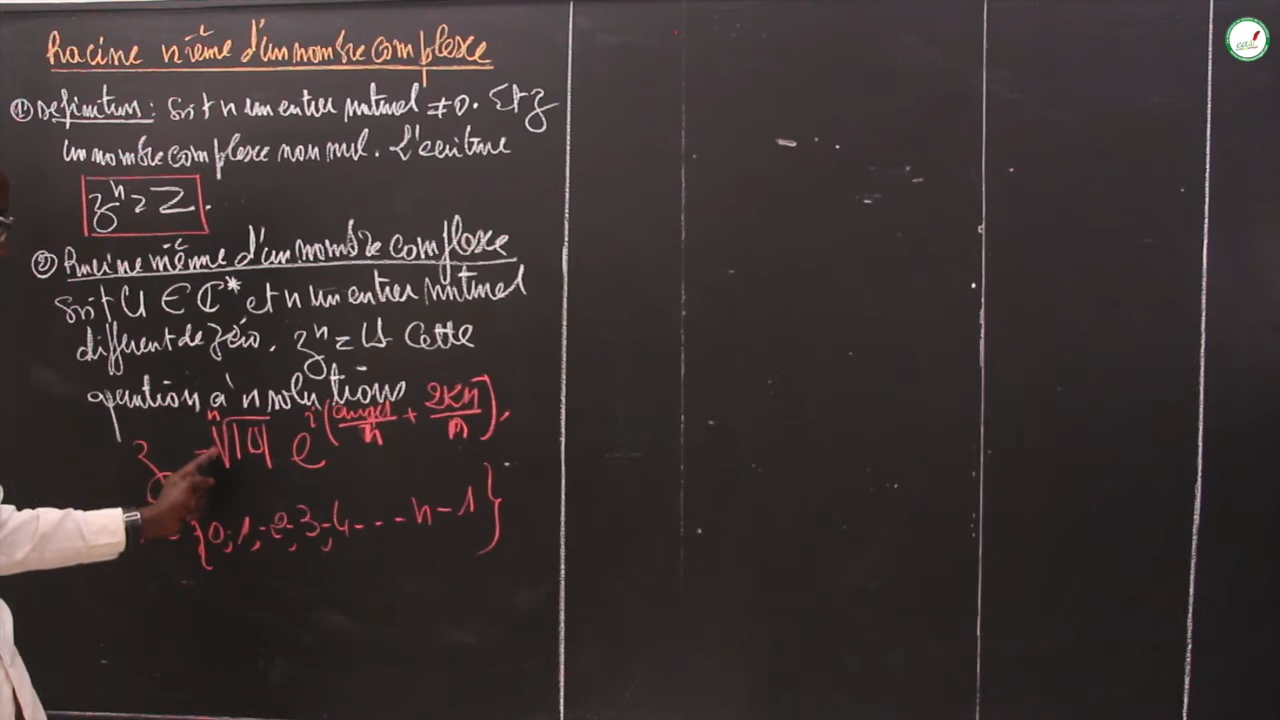 Racine nième d'un nombre complexe
① Définition : Soit n un entier naturel ≠ 0. Et z
un nombre complexe non nul. L'écriture
zⁿ = Z.
② Racine nième d'un nombre complexe
Soit U ∈ ℂ* et n un entier naturel
différent de zéro. zⁿ = U Cette
équation à n solutions
z = ⁿ√|U| e^i( /n + 2Kπ/n),
{0; 1; 2; 3; 4 - - - n-1}